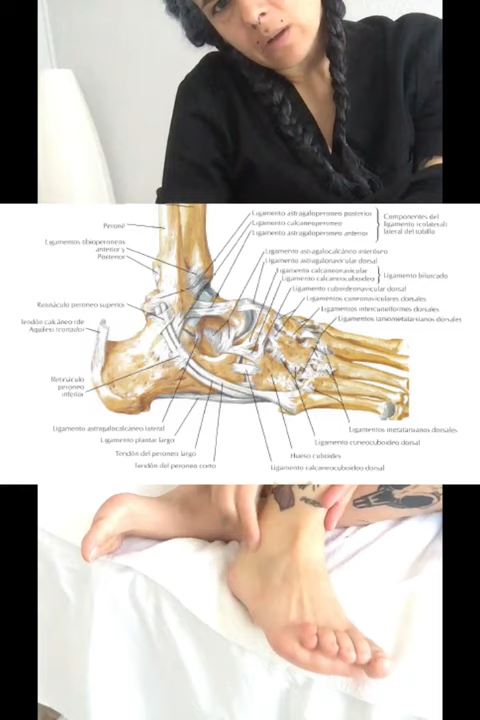 Ligamento astragaloperoneo posterior
Ligamento calcaneoperoneo
Ligamento astragaloperoneo anterior
Componentes del
ligamento (colateral)
lateral del tobillo
Peroné
Ligamentos tibioperoneos
anterior y
Posterior
Ligamento astragalocalcáneo interóseo
Ligamento astragalonavicular dorsal
Ligamento calcaneonavicular
Ligamento calcaneocuboideo
Ligamento bifurcado
Ligamento cuboideonavicular dorsal
Ligamentos cuneonaviculares dorsales
Ligamentos intercuneiformes dorsales
Ligamentos tarsometatarsianos dorsales
Retináculo peroneo superior
Tendón calcáneo (de
Aquiles) (cortado)
Retináculo
peroneo
inferior
Ligamento astragalocalcáneo lateral
Ligamento plantar largo
Tendón del peroneo largo
Tendón del peroneo corto
Ligamentos metatarsianos dorsales
Ligamento cuneocuboideo dorsal
Hueso cuboides
Ligamento calcaneocuboideo dorsal